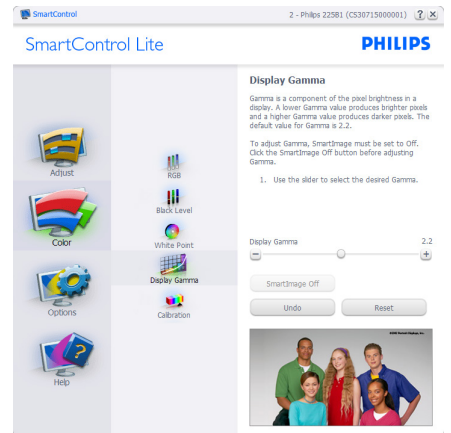 SmartControl
2 - Philips 225B1 (CS30715000001)
?
X
SmartControl Lite
PHILIPS
Adjust
Color
Options
Help
RGB
Black Level
White Point
Display Gamma
Calibration
Display Gamma
Gamma is a component of the pixel brightness in a
display. A lower Gamma value produces brighter pixels
and a higher Gamma value produces darker pixels. The
default value for Gamma is 2.2.
To adjust Gamma, SmartImage must be set to Off.
Click the SmartImage Off button before adjusting
Gamma.
1. Use the slider to select the desired Gamma.
Display Gamma 2.2
SmartImage Off
Undo Reset